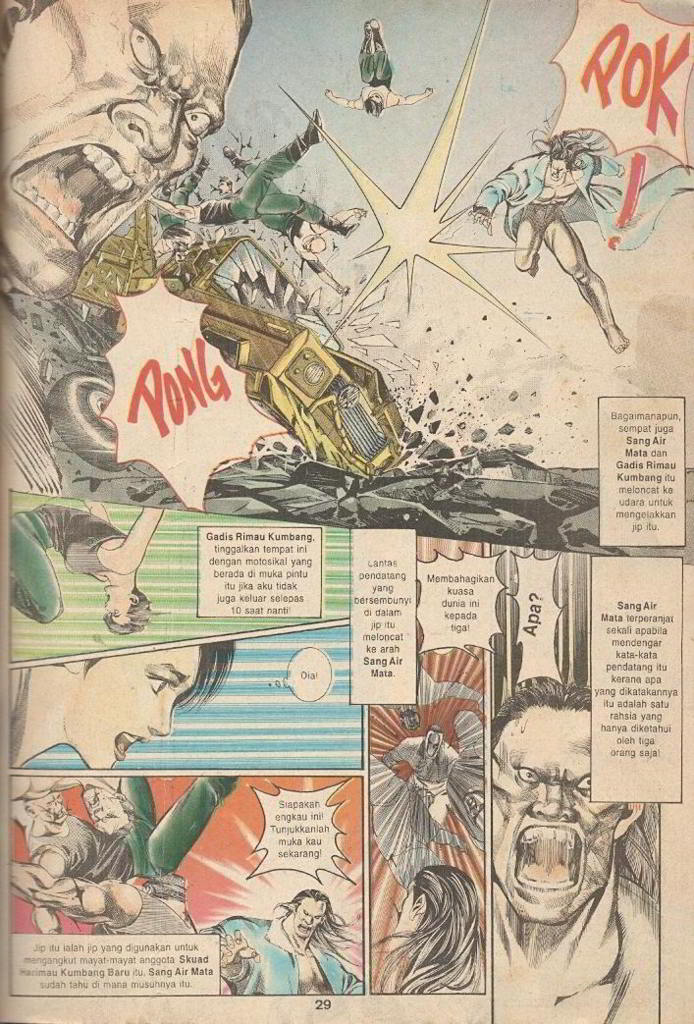 POK
!
PONG
Bagaimanapun,
sempat juga
Sang Air
Mata dan
Gadis Rimau
Kumbang itu
meloncat ke
udara untuk
mengelakkan
jip itu.
Gadis Rimau Kumbang,
tinggalkan tempat ini
dengan motosikal yang
berada di muka pintu
itu jika aku tidak
juga keluar selepas
10 saat nanti!
Oia!
Siapakah
engkau ini!
Tunjukkanlah
muka kau
sekarang!
Jip itu ialah jip yang digunakan untuk
mengangkut mayat-mayat anggota Skuad
Harimau Kumbang Baru itu. Sang Air Mata
sudah tahu di mana musuhnya itu.
Lantas
pendatang
yang
bersembunyi
di dalam
jip itu
meloncat
ke arah
Sang Air
Mata.
Membahagikan
kuasa
dunia ini
kepada
tiga!
Apa?
Sang Air
Mata terperanjat
sekali apabila
mendengar
kata-kata
pendatang itu
kerana apa
yang dikatakannya
itu adalah satu
rahsia yang
hanya diketahui
oleh tiga
orang saja!
29